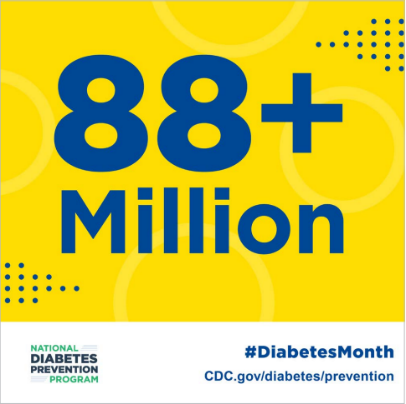 88+
Million
NATIONAL
DIABETES
PREVENTION
PROGRAM
#DiabetesMonth
CDC.gov/diabetes/prevention